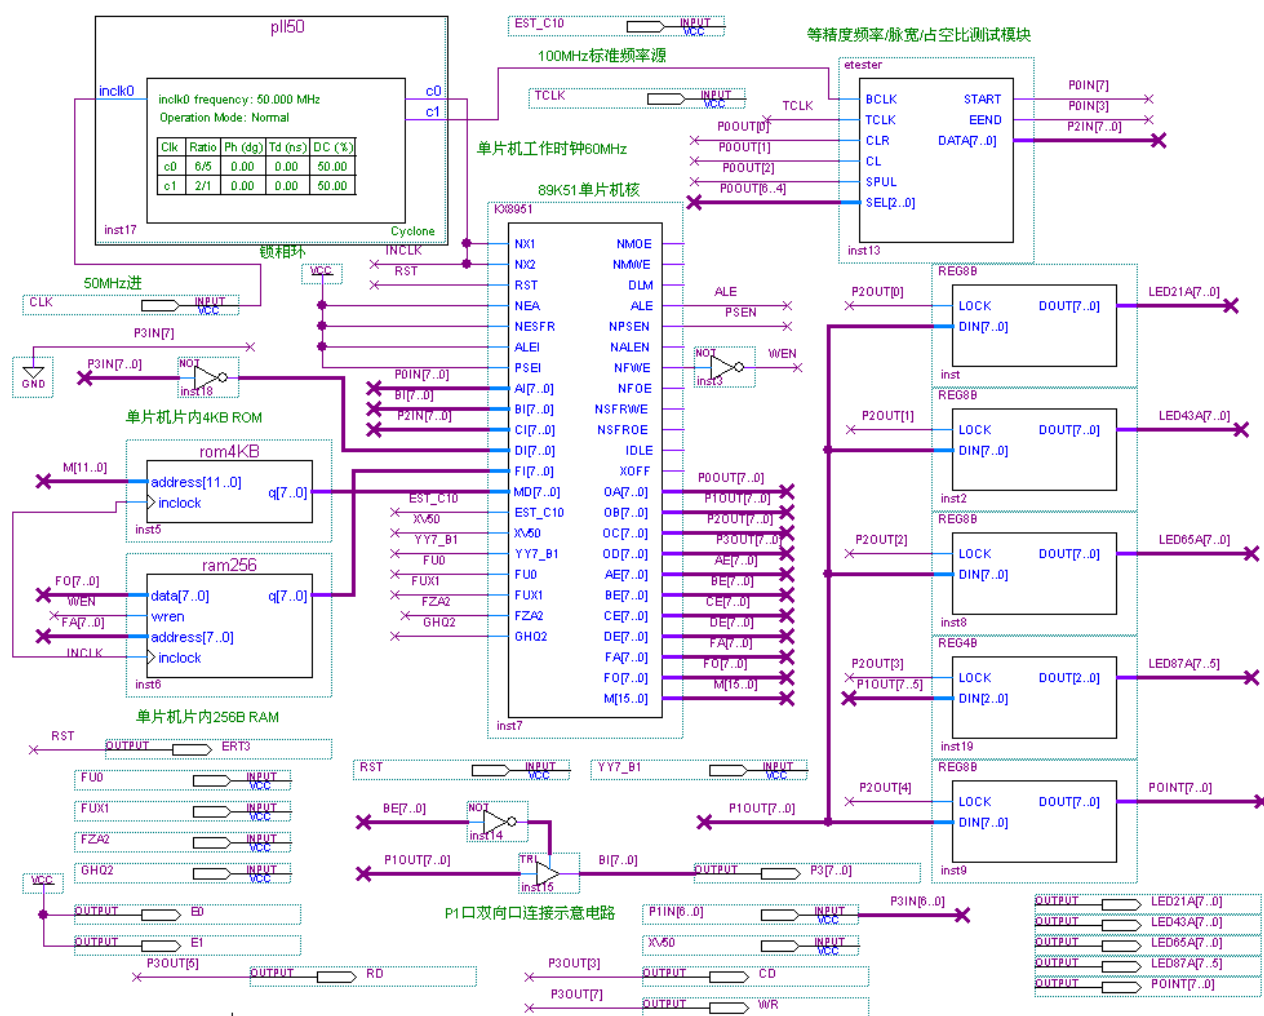 pll50
inclk0
inclk0 frequency: 50.000 MHz
Operation Mode: Normal
Clk Ratio Ph (dg) Td (ns) DC (%)
c0 6/5 0.00 0.00 50.00
c1 2/1 0.00 0.00 50.00
c0
c1
inst17
Cyclone
锁相环
50MHz进
CLK INPUT VCC
P3IN[7]
GND
P3IN[7..0]
NOT
inst18
单片机片内4KB ROM
rom4KB
M[11..0]
address[11..0]
q[7..0]
inclock
inst5
ram256
FO[7..0]
data[7..0]
q[7..0]
WEN
wren
FA[7..0]
address[7..0]
INCLK
inclock
inst6
单片机片内256B RAM
RST OUTPUT ERT3
FU0 INPUT VCC
FUX1 INPUT VCC
FZA2 INPUT VCC
GHQ2 INPUT VCC
VCC
OUTPUT E0
OUTPUT E1
P3OUT[5] OUTPUT RD
EST_C10 INPUT VCC
100MHz标准频率源
TCLK INPUT VCC
单片机工作时钟60MHz
89K51单片机核
KX8951
INCLK
RST
VCC
NX1
NX2
RST
NEA
NESFR
ALEI
PSEI
P0IN[7..0]
AI[7..0]
BI[7..0]
BI[7..0]
P2IN[7..0]
CI[7..0]
DI[7..0]
FI[7..0]
MD[7..0]
EST_C10
EST_C10
XV50
XV50
YY7_B1
YY7_B1
FU0
FU0
FUX1
FUX1
FZA2
FZA2
GHQ2
GHQ2
NMOE
NMWE
DLM
ALE
ALE
NPSEN
PSEN
NALEN
NFWE
NFOE
NSFRWE
NSFROE
IDLE
XOFF
NOT
inst3
WEN
OA[7..0]
P0OUT[7..0]
OB[7..0]
P1OUT[7..0]
OC[7..0]
P2OUT[7..0]
OD[7..0]
P3OUT[7..0]
AE[7..0]
AE[7..0]
BE[7..0]
BE[7..0]
CE[7..0]
CE[7..0]
DE[7..0]
DE[7..0]
FA[7..0]
FA[7..0]
FO[7..0]
FO[7..0]
M[15..0]
M[15..0]
inst7
RST INPUT VCC
YY7_B1 INPUT VCC
BE[7..0]
NOT
inst14
P1OUT[7..0]
P1OUT[7..0]
TRI
inst15
BI[7..0]
OUTPUT P3[7..0]
P1口双向口连接示意电路
P1IN[6..0] INPUT VCC P3IN[6..0]
XV50 INPUT VCC
P3OUT[3] OUTPUT CD
P3OUT[7] OUTPUT WR
等精度频率/脉宽/占空比测试模块
etester
BCLK
TCLK
TCLK
P0OUT[0]
CLR
P0OUT[1]
CL
P0OUT[2]
SPUL
P0OUT[6..4]
SEL[2..0]
START
P0IN[7]
EEND
P0IN[3]
DATA[7..0]
P2IN[7..0]
inst13
REG8B
P2OUT[0]
LOCK DOUT[7..0]
LED21A[7..0]
DIN[7..0]
inst
REG8B
P2OUT[1]
LOCK DOUT[7..0]
LED43A[7..0]
DIN[7..0]
inst2
REG8B
P2OUT[2]
LOCK DOUT[7..0]
LED65A[7..0]
DIN[7..0]
inst8
REG4B
P2OUT[3]
LOCK DOUT[2..0]
LED87A[7..5]
P1OUT[7..5]
DIN[2..0]
inst19
REG8B
P2OUT[4]
LOCK DOUT[7..0]
POINT[7..0]
DIN[7..0]
inst9
OUTPUT LED21A[7..0]
OUTPUT LED43A[7..0]
OUTPUT LED65A[7..0]
OUTPUT LED87A[7..5]
OUTPUT POINT[7..0]